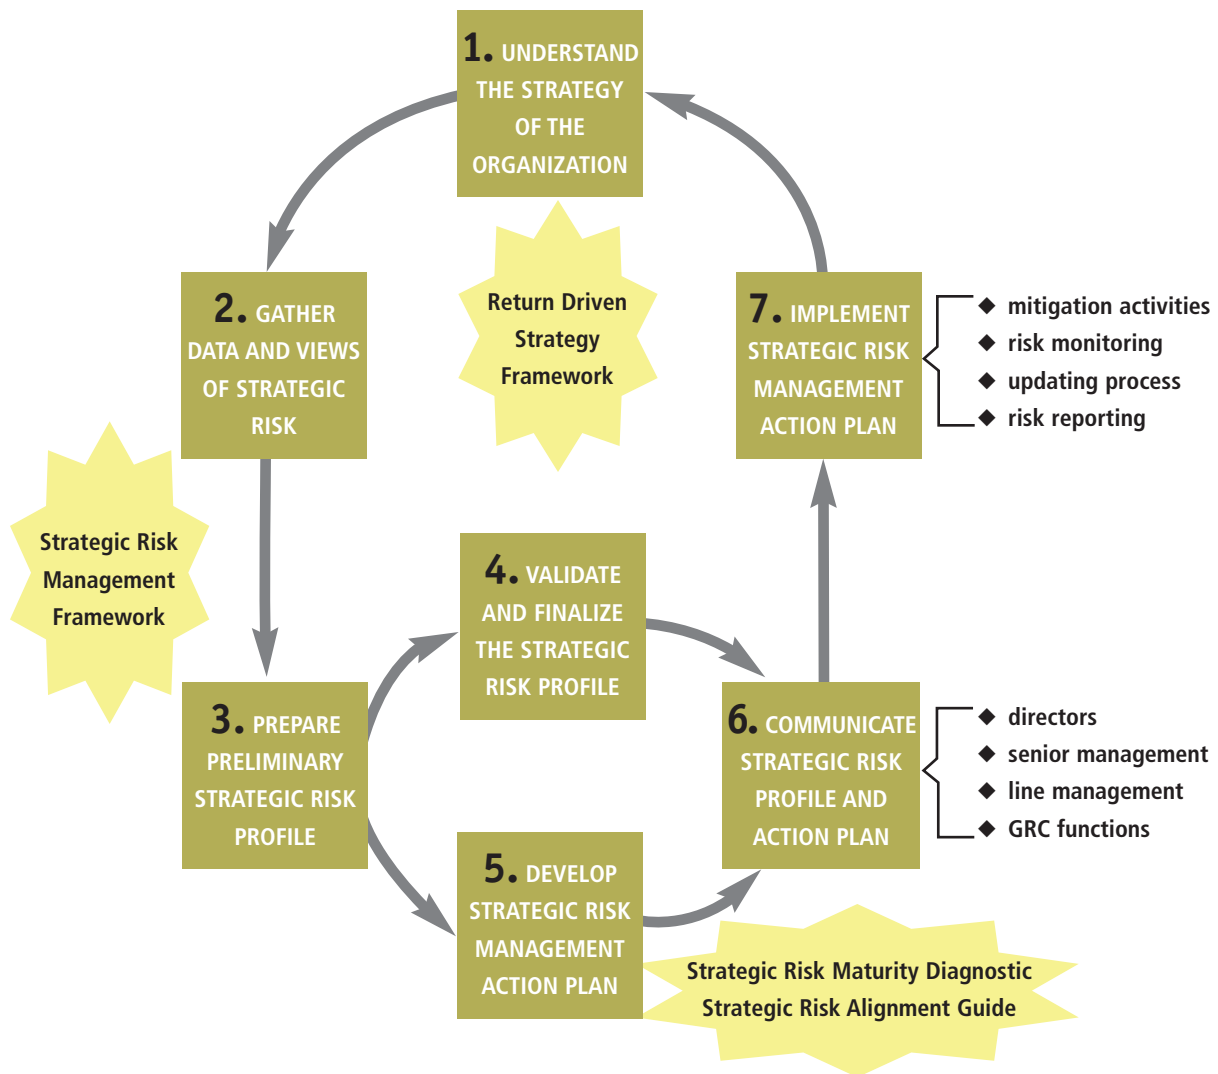 1. UNDERSTAND
THE STRATEGY
OF THE
ORGANIZATION
2. GATHER
DATA AND VIEWS
OF STRATEGIC
RISK
Return Driven
Strategy
Framework
7. IMPLEMENT
STRATEGIC RISK
MANAGEMENT
ACTION PLAN
◆ mitigation activities
◆ risk monitoring
◆ updating process
◆ risk reporting
Strategic Risk
Management
Framework
4. VALIDATE
AND FINALIZE
THE STRATEGIC
RISK PROFILE
3. PREPARE
PRELIMINARY
STRATEGIC RISK
PROFILE
6. COMMUNICATE
STRATEGIC RISK
PROFILE AND
ACTION PLAN
◆ directors
◆ senior management
◆ line management
◆ GRC functions
5. DEVELOP
STRATEGIC RISK
MANAGEMENT
ACTION PLAN
Strategic Risk Maturity Diagnostic
Strategic Risk Alignment Guide